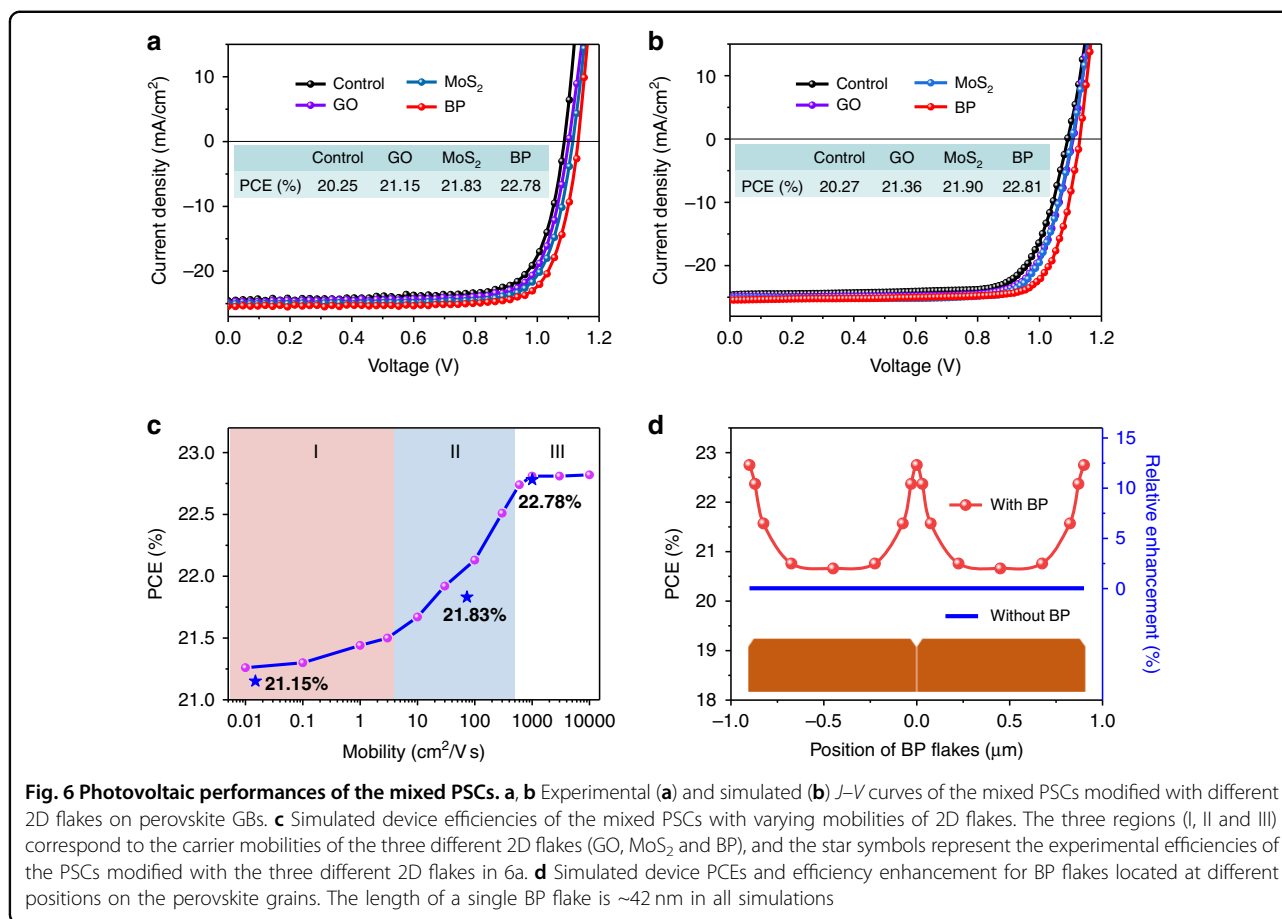 a
Current density (mA/cm²)
10
0
−10
−20
Control MoS₂
GO BP
Control GO MoS₂ BP
PCE (%) 20.25 21.15 21.83 22.78
0.0 0.2 0.4 0.6 0.8 1.0 1.2
Voltage (V)
b
Current density (mA/cm²)
10
0
−10
−20
Control MoS₂
GO BP
Control GO MoS₂ BP
PCE (%) 20.27 21.36 21.90 22.81
0.0 0.2 0.4 0.6 0.8 1.0 1.2
Voltage (V)
c
PCE (%)
23.0
22.5
22.0
21.5
21.0
I II III
22.78%
21.83%
21.15%
0.01 0.1 1 10 100 1000 10000
Mobility (cm²/V s)
d
PCE (%)
23
22
21
20
19
18
With BP
Without BP
15
10
5
0
Relative enhancement (%)
−1.0 −0.5 0.0 0.5 1.0
Position of BP flakes (μm)
Fig. 6 Photovoltaic performances of the mixed PSCs. a, b Experimental (a) and simulated (b) J–V curves of the mixed PSCs modified with different
2D flakes on perovskite GBs. c Simulated device efficiencies of the mixed PSCs with varying mobilities of 2D flakes. The three regions (I, II and III)
correspond to the carrier mobilities of the three different 2D flakes (GO, MoS₂ and BP), and the star symbols represent the experimental efficiencies of
the PSCs modified with the three different 2D flakes in 6a. d Simulated device PCEs and efficiency enhancement for BP flakes located at different
positions on the perovskite grains. The length of a single BP flake is ~42 nm in all simulations